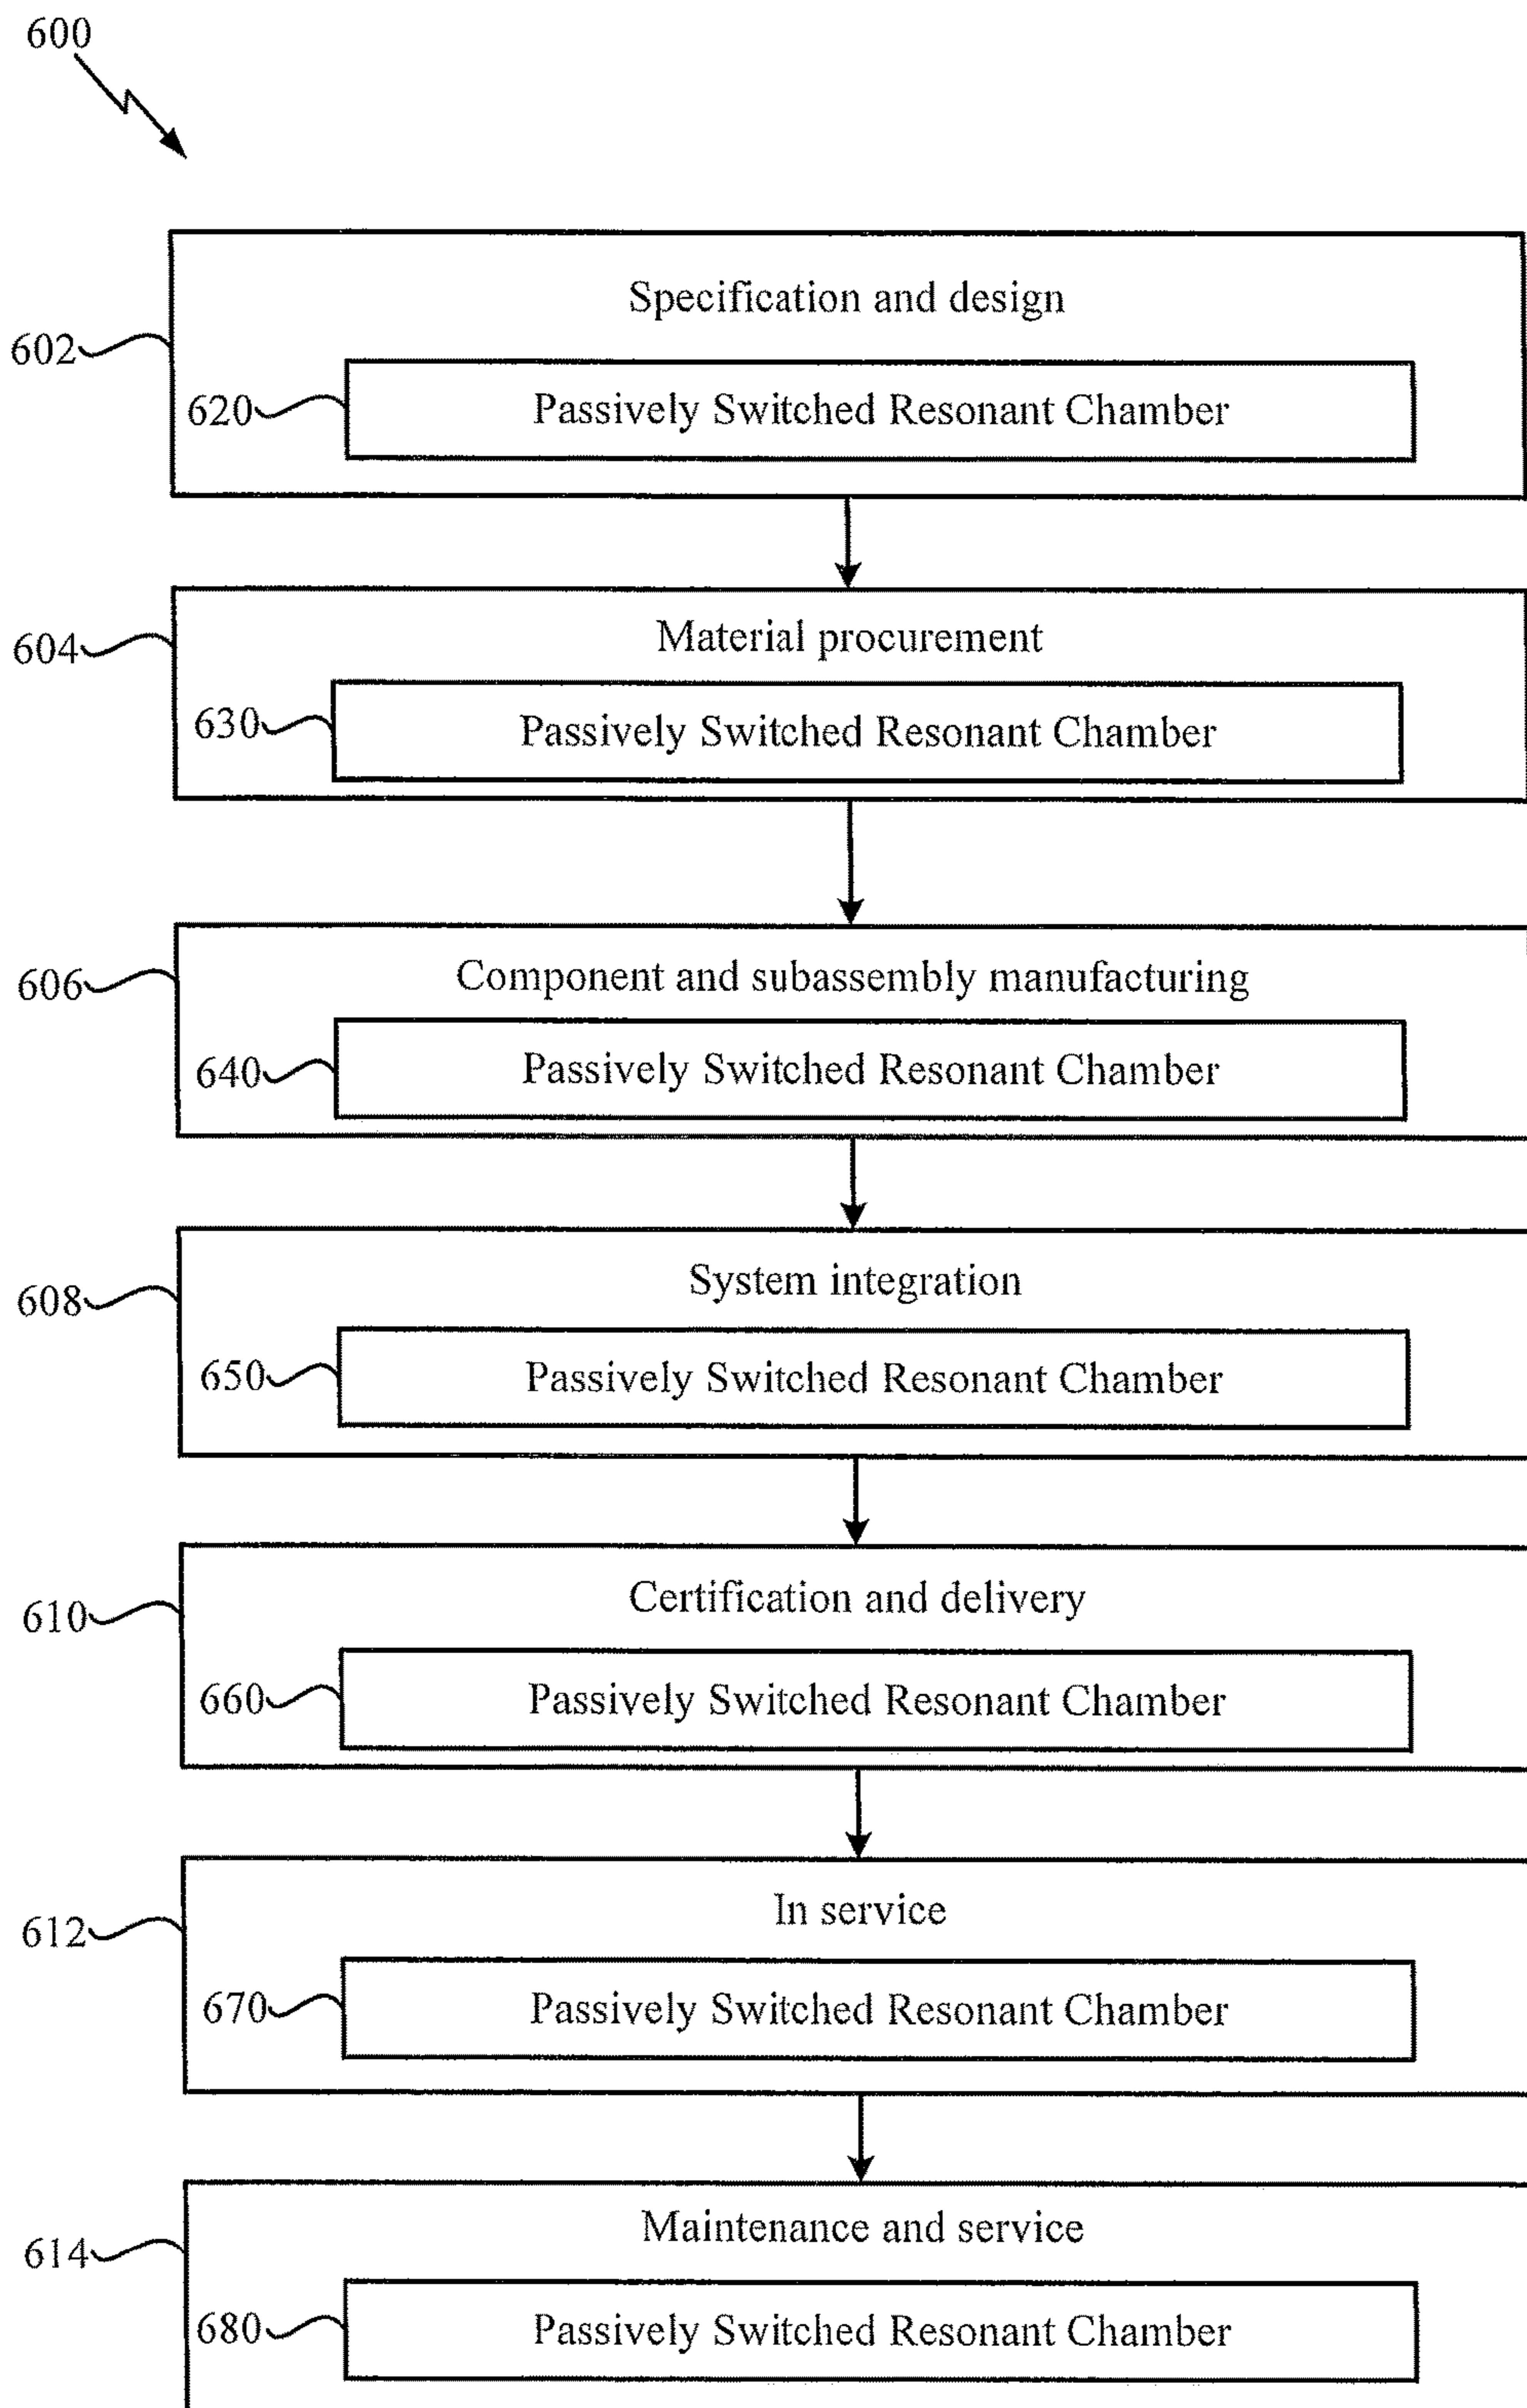 600
Specification and design
602
620
Passively Switched Resonant Chamber
Material procurement
604
630
Passively Switched Resonant Chamber
Component and subassembly manufacturing
606
640
Passively Switched Resonant Chamber
System integration
608
650
Passively Switched Resonant Chamber
Certification and delivery
610
660
Passively Switched Resonant Chamber
In service
612
670
Passively Switched Resonant Chamber
Maintenance and service
614
680
Passively Switched Resonant Chamber